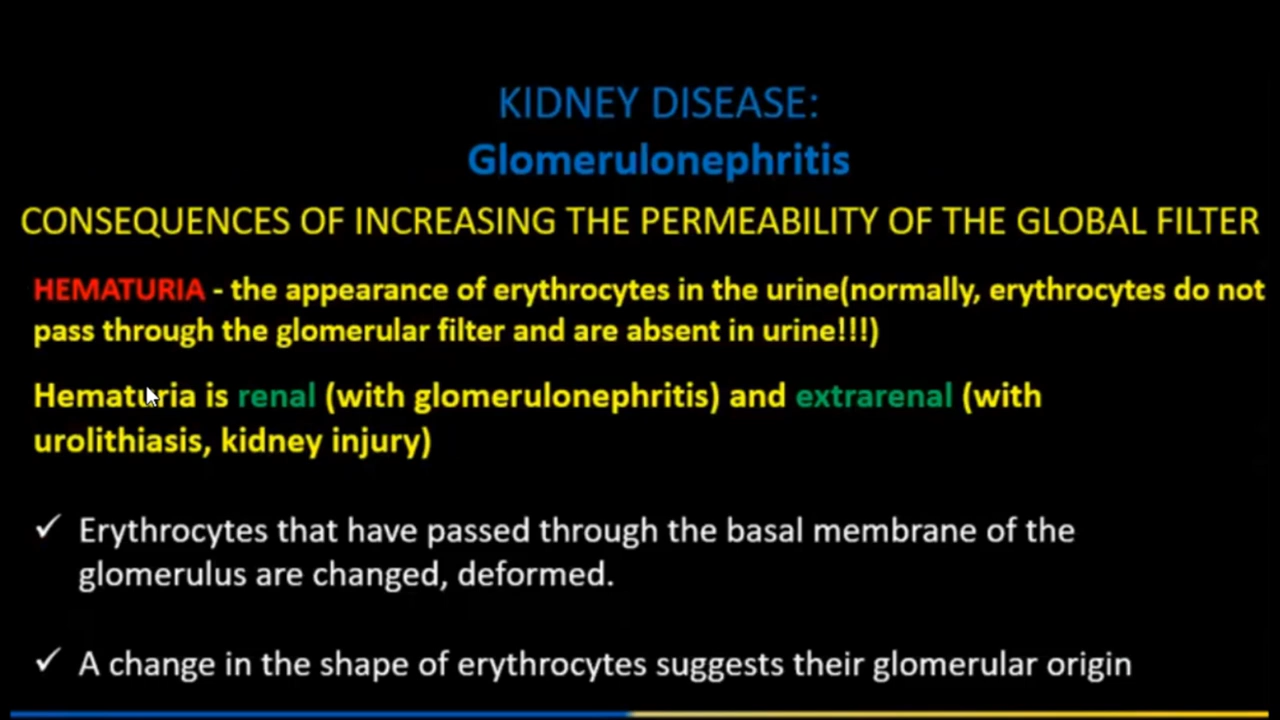 KIDNEY DISEASE:
Glomerulonephritis
CONSEQUENCES OF INCREASING THE PERMEABILITY OF THE GLOBAL FILTER
HEMATURIA - the appearance of erythrocytes in the urine(normally, erythrocytes do not
pass through the glomerular filter and are absent in urine!!!)
Hematuria is renal (with glomerulonephritis) and extrarenal (with
urolithiasis, kidney injury)
✓ Erythrocytes that have passed through the basal membrane of the
glomerulus are changed, deformed.
✓ A change in the shape of erythrocytes suggests their glomerular origin